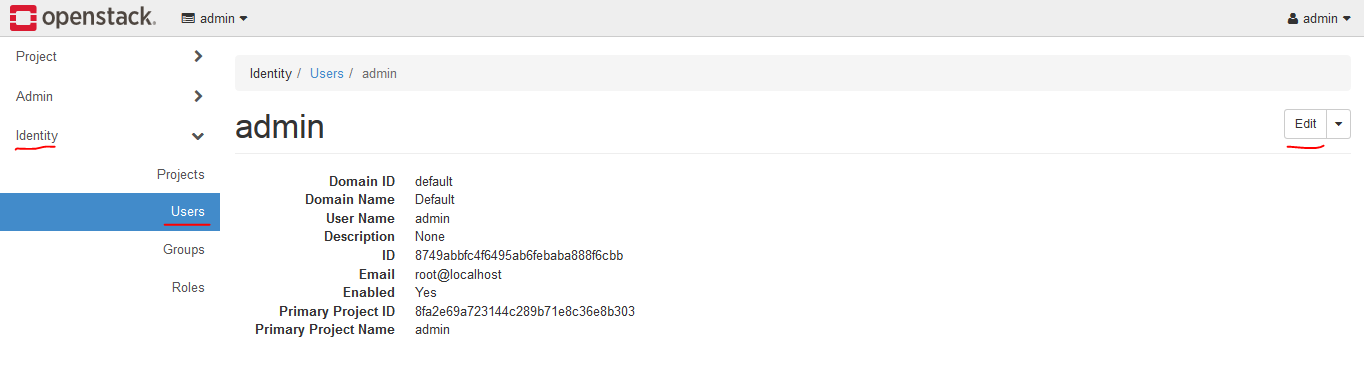 openstack. admin admin
Project
Admin
Identity
Projects
Users
Groups
Roles
Identity / Users / admin
admin
Edit
Domain ID default
Domain Name Default
User Name admin
Description None
ID 8749abbfc4f6495ab6febaba888f6cbb
Email root@localhost
Enabled Yes
Primary Project ID 8fa2e69a723144c289b71e8c36e8b303
Primary Project Name admin